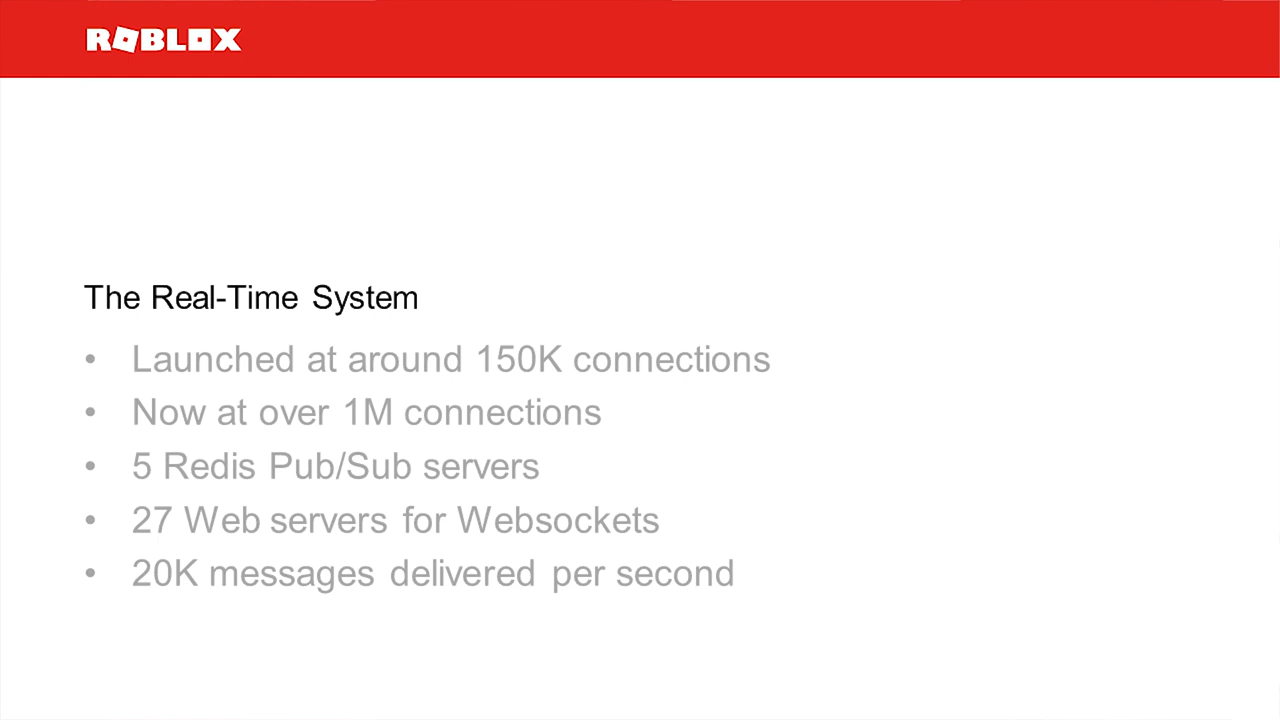 ROBLOX
The Real-Time System
• Launched at around 150K connections
• Now at over 1M connections
• 5 Redis Pub/Sub servers
• 27 Web servers for Websockets
• 20K messages delivered per second